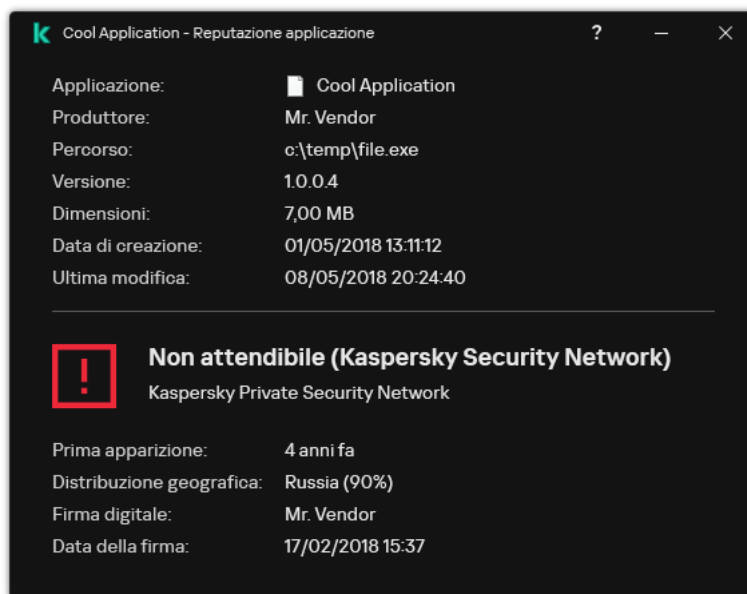 Cool Application - Reputazione applicazione ?
Applicazione: Cool Application
Produttore: Mr. Vendor
Percorso: c:\temp\file.exe
Versione: 1.0.0.4
Dimensioni: 7,00 MB
Data di creazione: 01/05/2018 13:11:12
Ultima modifica: 08/05/2018 20:24:40
Non attendibile (Kaspersky Security Network)
Kaspersky Private Security Network
Prima apparizione: 4 anni fa
Distribuzione geografica: Russia (90%)
Firma digitale: Mr. Vendor
Data della firma: 17/02/2018 15:37